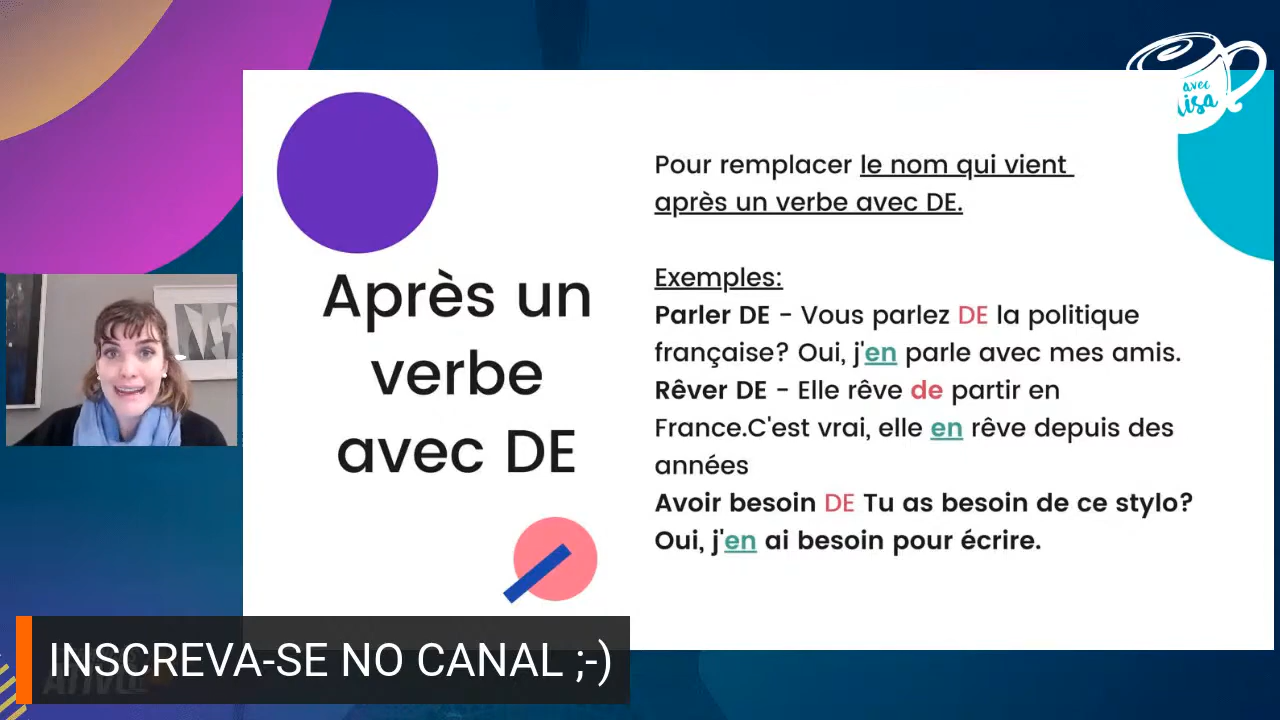 avec
lisa
Pour remplacer le nom qui vient
après un verbe avec DE.
Après un
verbe
avec DE
Exemples:
Parler DE - Vous parlez DE la politique
française? Oui, j'en parle avec mes amis.
Rêver DE - Elle rêve de partir en
France.C'est vrai, elle en rêve depuis des
années
Avoir besoin DE Tu as besoin de ce stylo?
Oui, j'en ai besoin pour écrire.
INSCREVA-SE NO CANAL ;-)